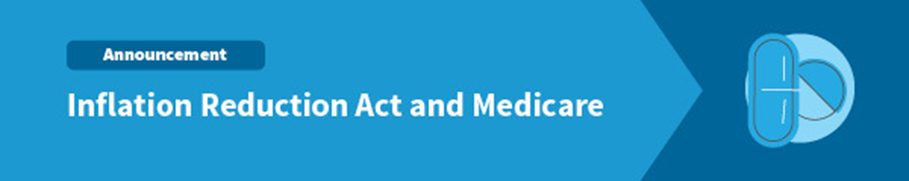 Announcement
Inflation Reduction Act and Medicare